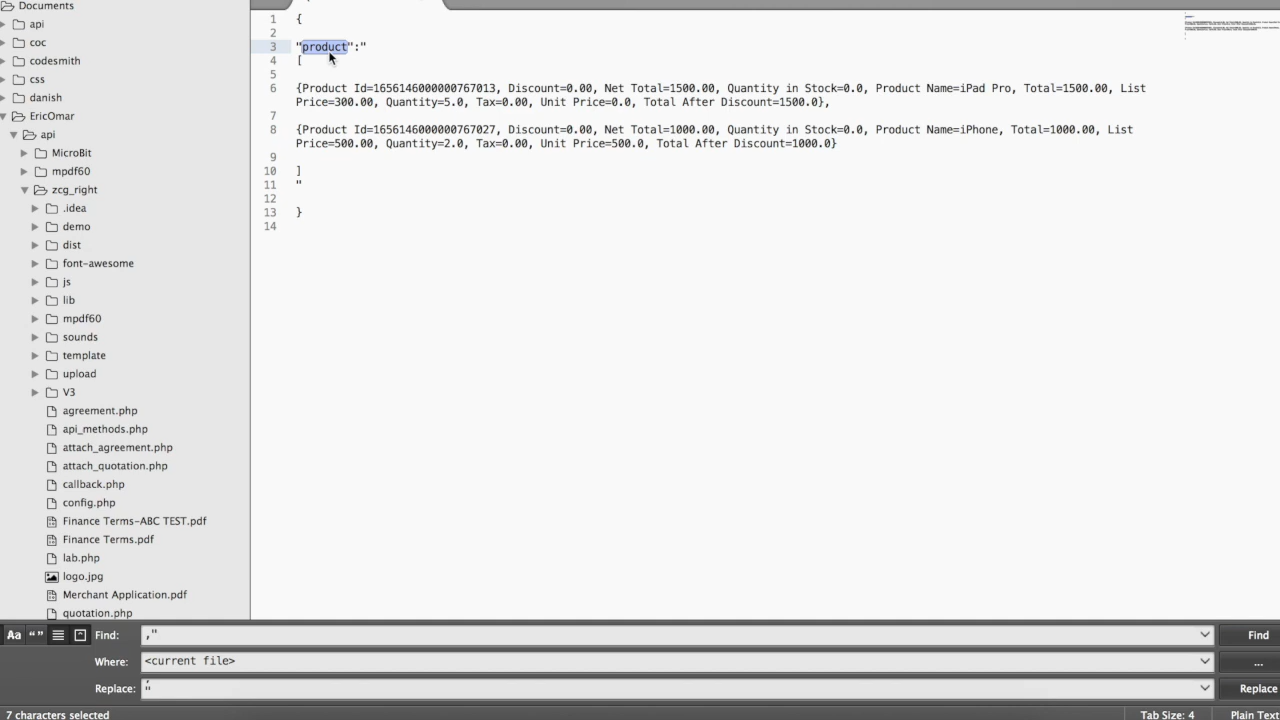 Documents
api
coc
codesmith
css
danish
EricOmar
api
MicroBit
mpdf60
zcg_right
.idea
demo
dist
font-awesome
js
lib
mpdf60
sounds
template
upload
V3
agreement.php
api_methods.php
attach_agreement.php
attach_quotation.php
callback.php
config.php
Finance Terms-ABC TEST.pdf
Finance Terms.pdf
lab.php
logo.jpg
Merchant Application.pdf
quotation.php
1 {
2
3 "product":"
4 [
5
6 {Product Id=1656146000000767013, Discount=0.00, Net Total=1500.00, Quantity in Stock=0.0, Product Name=iPad Pro, Total=1500.00, List
Price=300.00, Quantity=5.0, Tax=0.00, Unit Price=0.0, Total After Discount=1500.0},
7
8 {Product Id=1656146000000767027, Discount=0.00, Net Total=1000.00, Quantity in Stock=0.0, Product Name=iPhone, Total=1000.00, List
Price=500.00, Quantity=2.0, Tax=0.00, Unit Price=500.0, Total After Discount=1000.0}
9
10 ]
11 "
12
13 }
14
Aa “” Find: ," Find
Where: <current file> ...
Replace: " Replace
7 characters selected Tab Size: 4 Plain Text